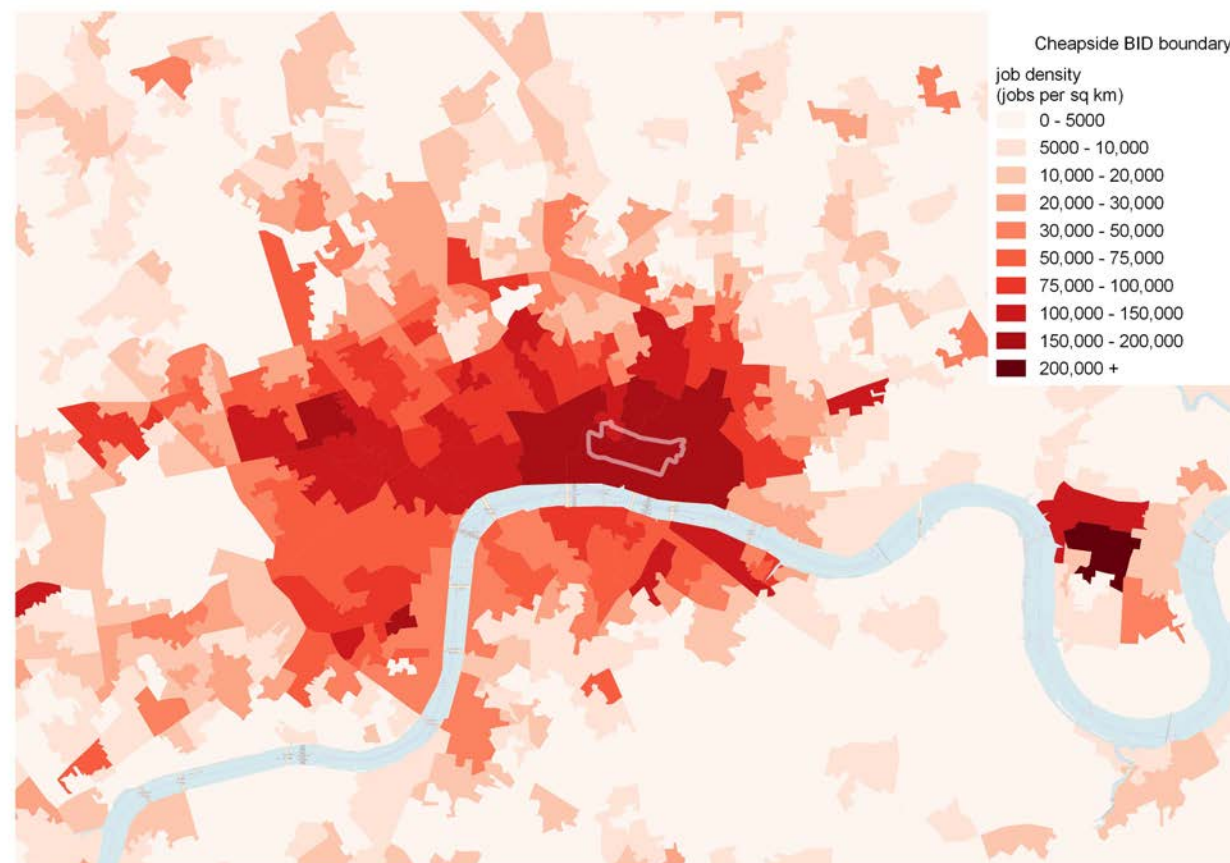 Cheapside BID boundary
job density
(jobs per sq km)
0 - 5000
5000 - 10,000
10,000 - 20,000
20,000 - 30,000
30,000 - 50,000
50,000 - 75,000
75,000 - 100,000
100,000 - 150,000
150,000 - 200,000
200,000 +